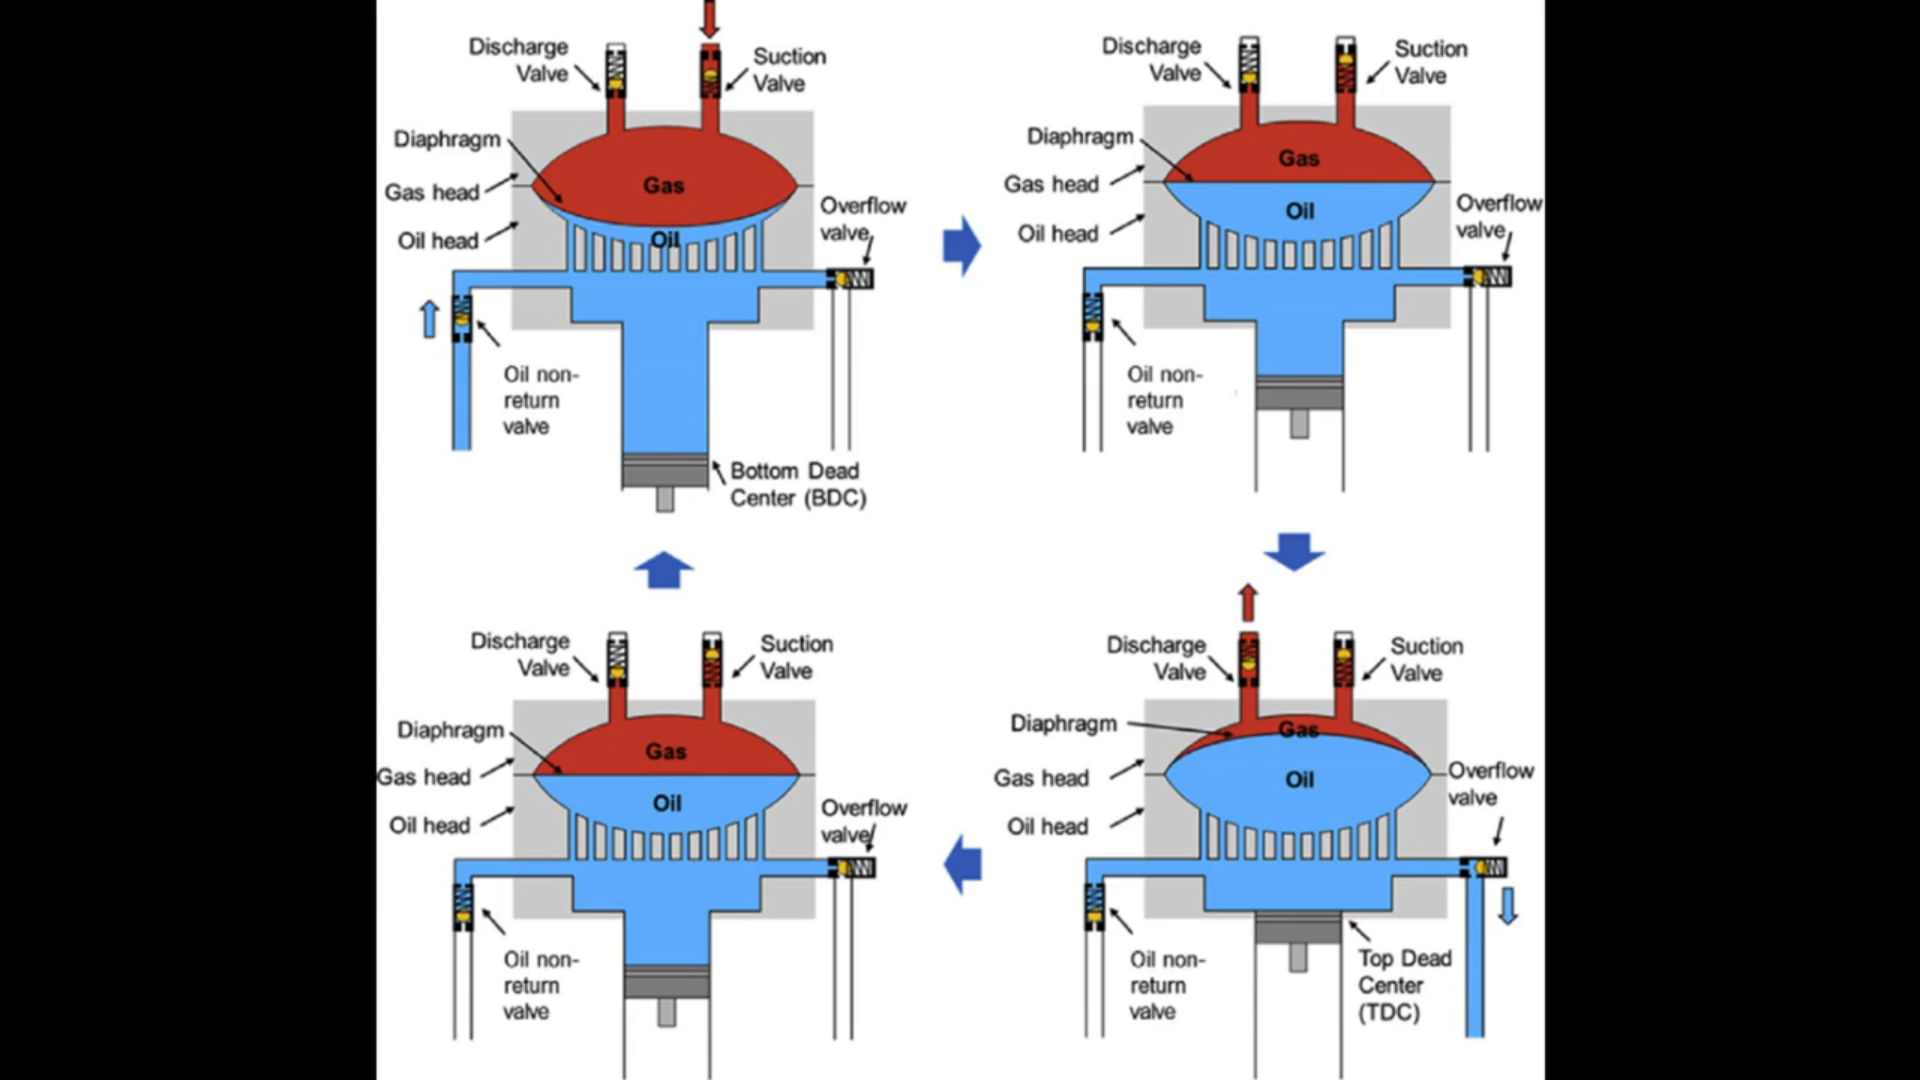 Discharge
Valve
Suction
Valve
Diaphragm
Gas head
Oil head
Gas
Oil
Overflow
valve
Oil non-
return
valve
Bottom Dead
Center (BDC)
Discharge
Valve
Suction
Valve
Diaphragm
Gas head
Oil head
Gas
Oil
Overflow
valve
Oil non-
return
valve
Discharge
Valve
Suction
Valve
Diaphragm
Gas head
Oil head
Gas
Oil
Overflow
valve
Oil non-
return
valve
Discharge
Valve
Suction
Valve
Diaphragm
Gas head
Oil head
Gas
Oil
Overflow
valve
Oil non-
return
valve
Top Dead
Center
(TDC)